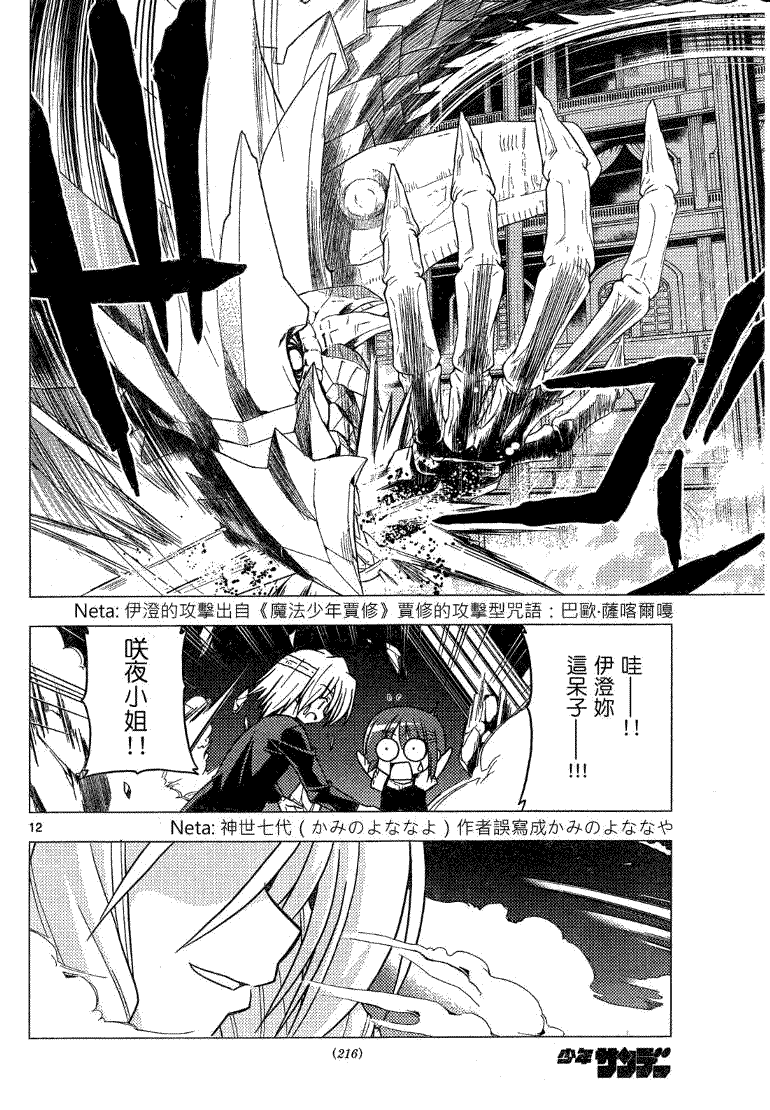 Neta: 伊澄的攻擊出自《魔法少年賈修》賈修的攻擊型咒語：巴歐·薩喀爾嘎
哇——!!
伊澄妳
這呆子——!!!
咲夜小姐!!
12
Neta: 神世七代（かみのよななよ）作者誤寫成かみのよななや
(216)
少年サンデー